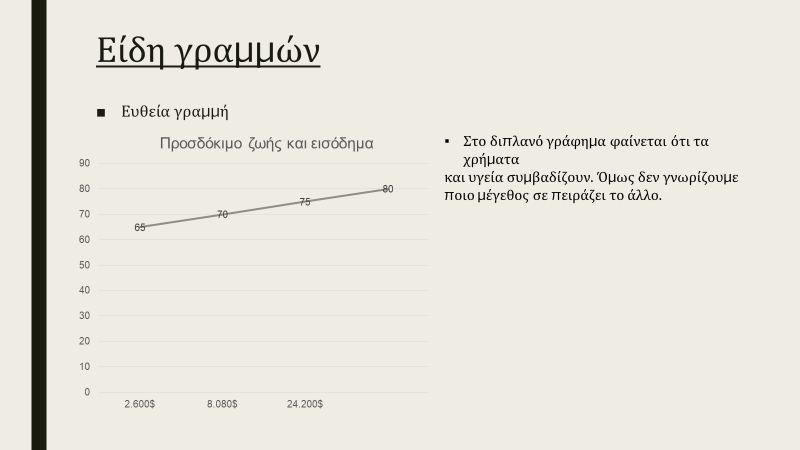 Είδη γραμμών
▪ Ευθεία γραμμή
Προσδόκιμο ζωής και εισόδημα
90
80
70
60
50
40
30
20
10
0
65
70
75
80
2.600$ 8.080$ 24.200$
▪ Στο διπλανό γράφημα φαίνεται ότι τα
χρήματα
και υγεία συμβαδίζουν. Όμως δεν γνωρίζουμε
ποιο μέγεθος σε πειράζει το άλλο.